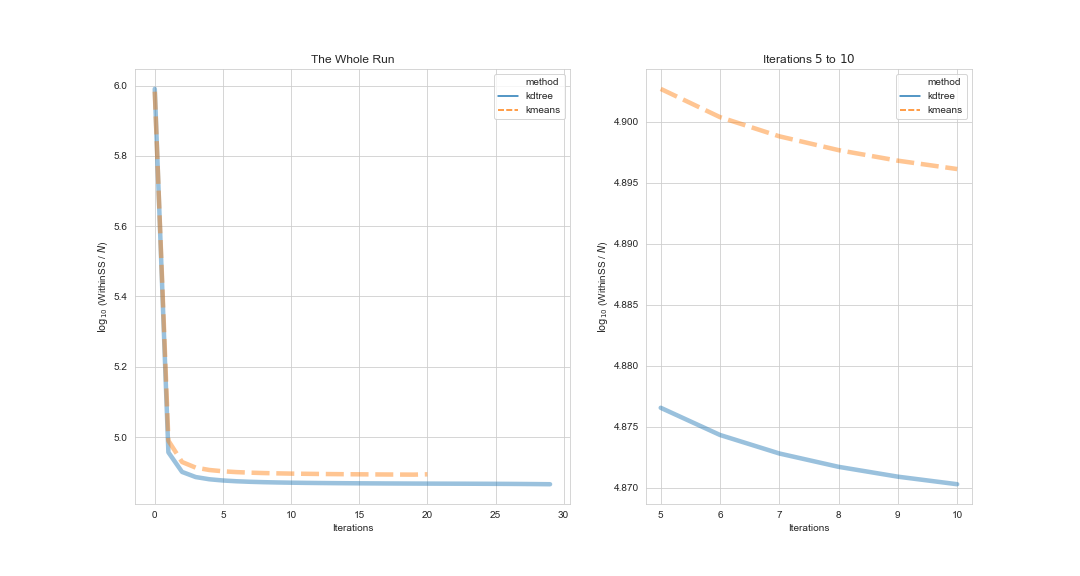 The Whole Run
method
kdtree
kmeans
6.0
5.8
5.6
5.4
5.2
5.0
log₁₀ (WithinSS / N)
0
5
10
15
20
25
30
Iterations
Iterations 5 to 10
method
kdtree
kmeans
4.900
4.895
4.890
4.885
4.880
4.875
4.870
log₁₀ (WithinSS / N)
5
6
7
8
9
10
Iterations